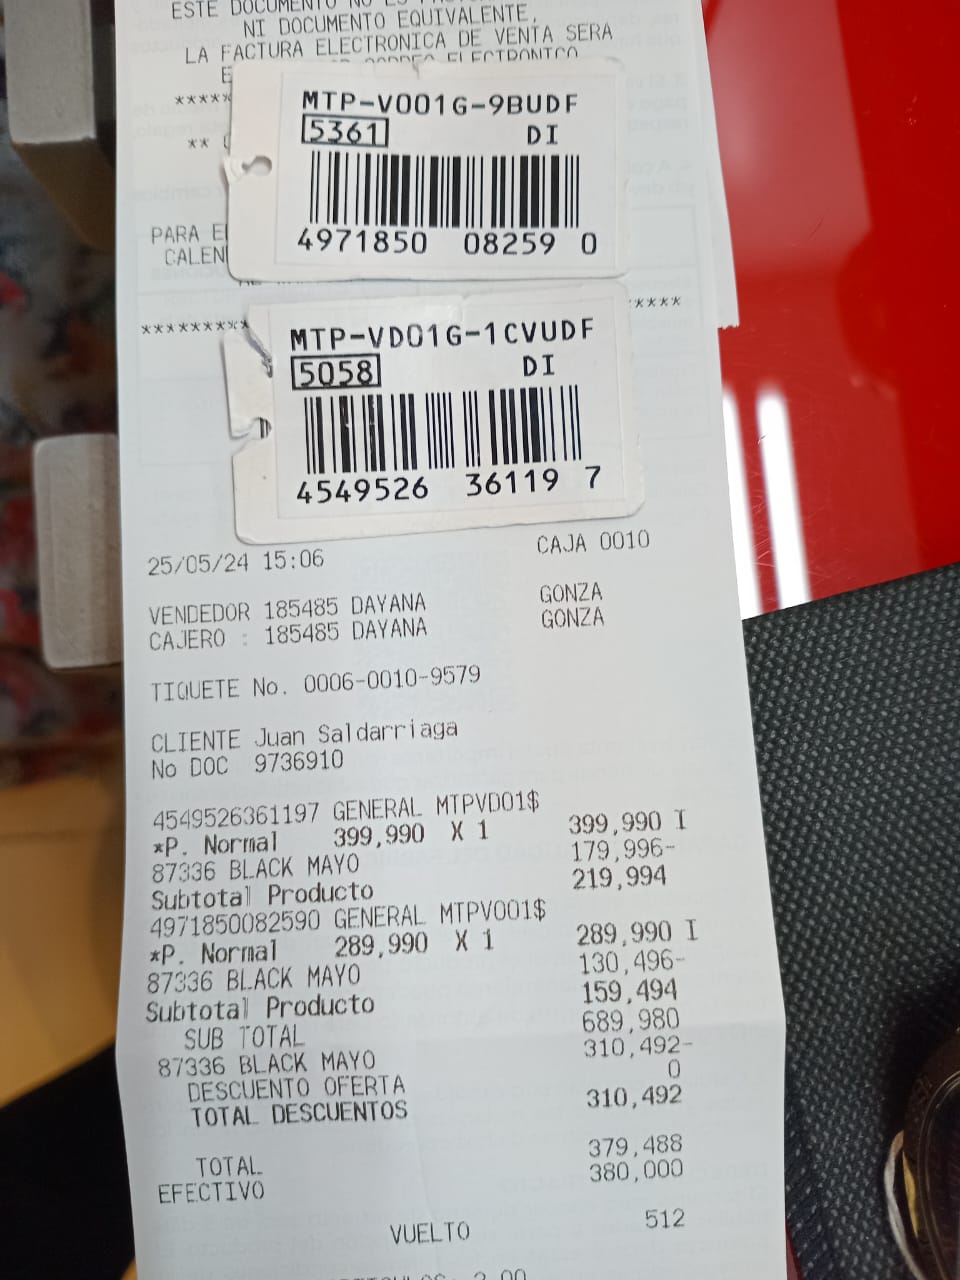 ESTE DOCUMENTO NO ES
NI DOCUMENTO EQUIVALENTE,
LA FACTURA ELECTRONICA DE VENTA SERA
CORREO ELECTRONICO
*****
**
MTP-V001G-9BUDF
5361 DI
4971850 08259 0
PARA EL
CALEN
*********
*****
MTP-VD01G-1CVUDF
5058 DI
4549526 36119 7
25/05/24 15:06 CAJA 0010
VENDEDOR 185485 DAYANA GONZA
CAJERO : 185485 DAYANA GONZA
TIQUETE No. 0006-0010-9579
CLIENTE Juan Saldarriaga
No DOC 9736910
4549526361197 GENERAL MTPVD01$
*P. Normal 399,990 X 1 399,990 I
87336 BLACK MAYO 179,996-
Subtotal Producto 219,994
4971850082590 GENERAL MTPV001$
*P. Normal 289,990 X 1 289,990 I
87336 BLACK MAYO 130,496-
Subtotal Producto 159,494
SUB TOTAL 689,980
87336 BLACK MAYO 310,492-
DESCUENTO OFERTA 0
TOTAL DESCUENTOS 310,492
TOTAL 379,488
EFECTIVO 380,000
VUELTO 512